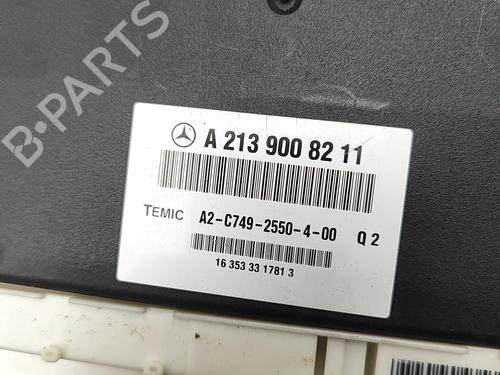 B-PARTS
A 213 900 82 11
TEMIC A2-C749-2550-4-00 Q 2
16 353 33 1781 3